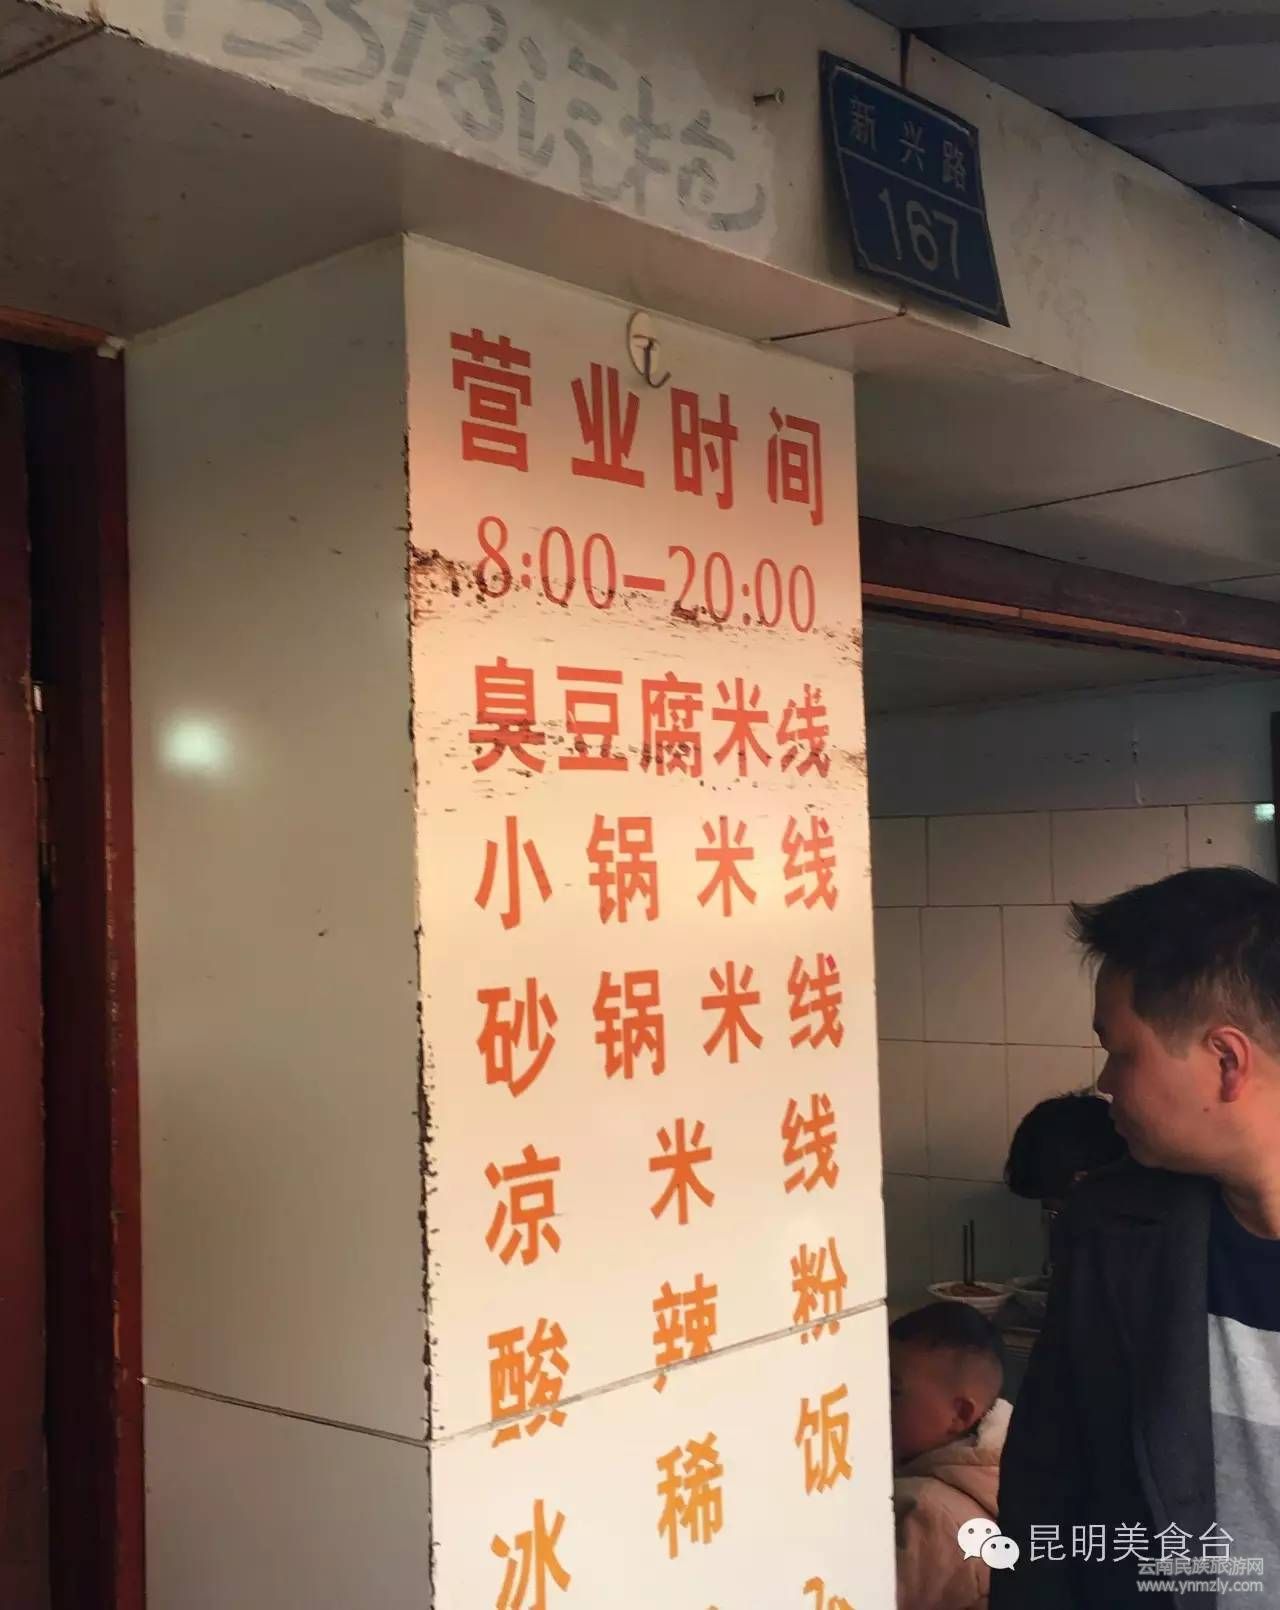 新兴路
167
营业时间
8:00-20:00
臭豆腐米线
小锅米线
砂锅米线
凉米线
酸辣粉
冰稀饭
昆明美食台
云南民族旅游网
www.ynmzly.com